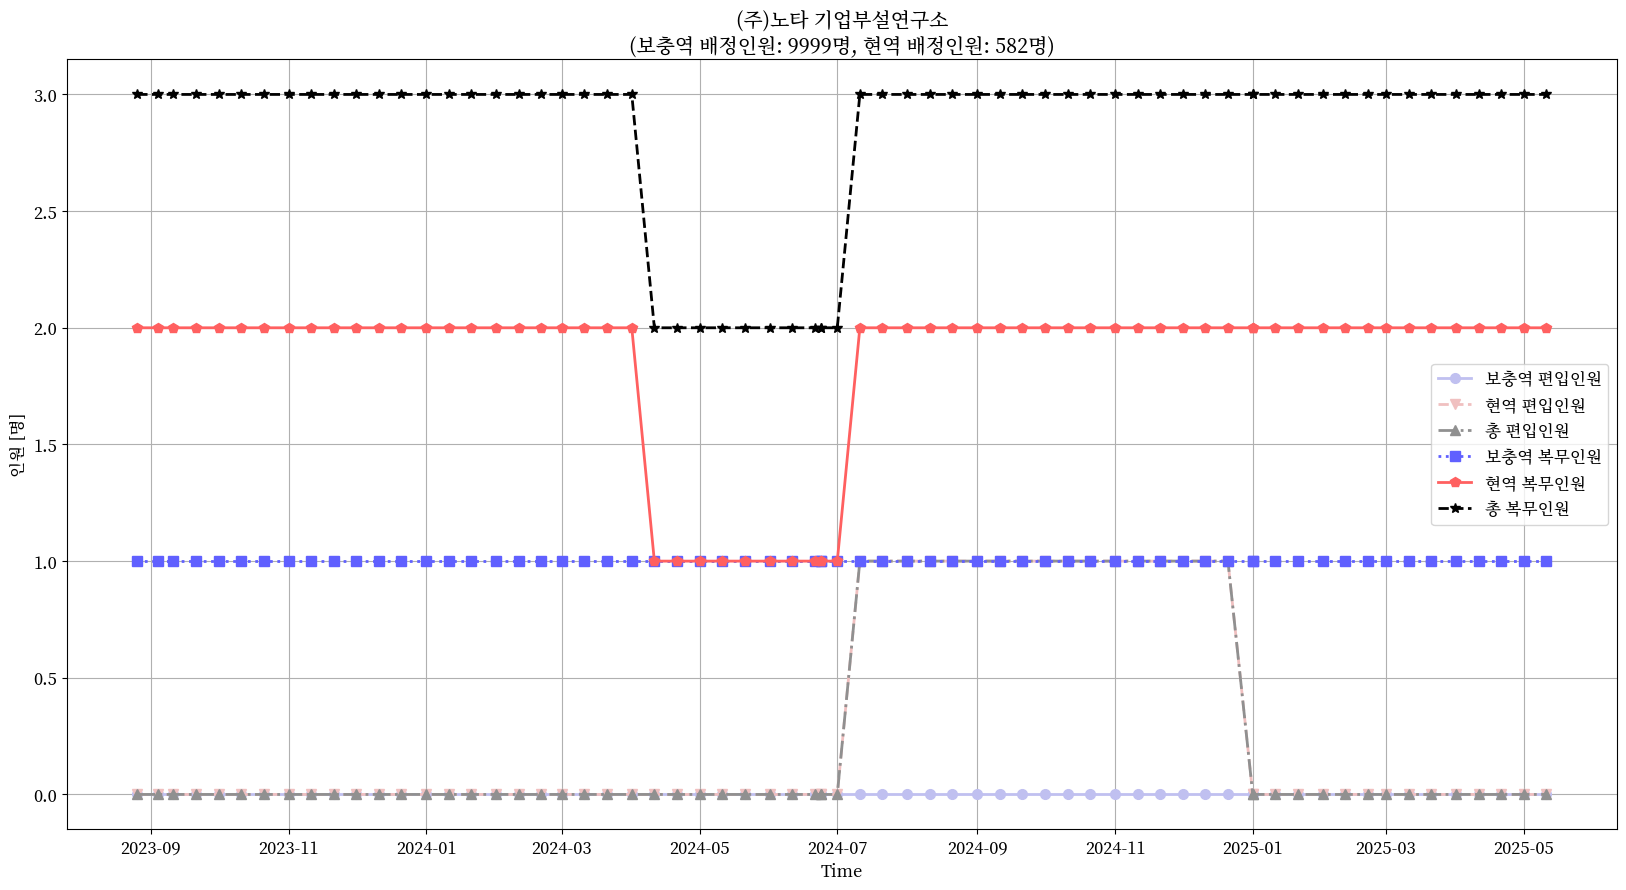 (주)노타 기업부설연구소
(보충역 배정인원: 9999명, 현역 배정인원: 582명)
3.0
2.5
2.0
1.5
1.0
0.5
0.0
인원 [명]
보충역 편입인원
현역 편입인원
총 편입인원
보충역 복무인원
현역 복무인원
총 복무인원
2023-09 2023-11 2024-01 2024-03 2024-05 2024-07 2024-09 2024-11 2025-01 2025-03 2025-05
Time